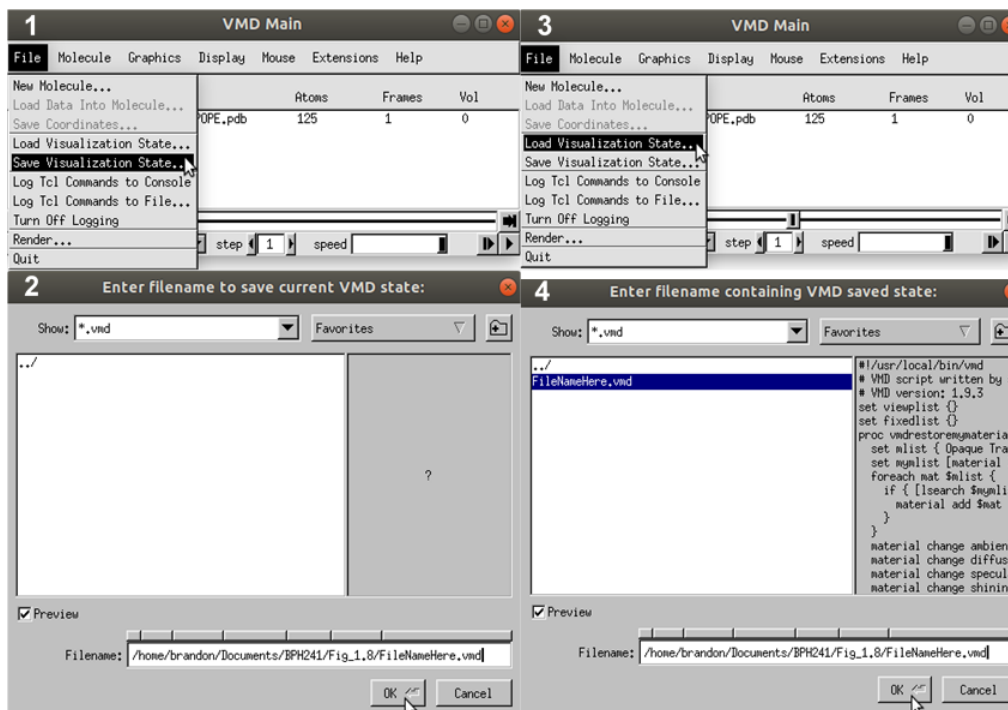 1
VMD Main
File Molecule Graphics Display Mouse Extensions Help
New Molecule...
Load Data Into Molecule...
Save Coordinates...
Load Visualization State...
Save Visualization State...
Log Tcl Commands to Console
Log Tcl Commands to File...
Turn Off Logging
Render...
Quit
Atoms Frames Vol
POPE.pdb 125 1 0
step 1 speed
2
Enter filename to save current VMD state:
Show: *.vmd Favorites
../
?
Preview
Filename: /home/brandon/Documents/BPH241/Fig_1.8/FileNameHere.vmd
OK Cancel
3
VMD Main
File Molecule Graphics Display Mouse Extensions Help
New Molecule...
Load Data Into Molecule...
Save Coordinates...
Load Visualization State...
Save Visualization State...
Log Tcl Commands to Console
Log Tcl Commands to File...
Turn Off Logging
Render...
Quit
Atoms Frames Vol
POPE.pdb 125 1 0
step 1 speed
4
Enter filename containing VMD saved state:
Show: *.vmd Favorites
../
FileNameHere.vmd
#!/usr/local/bin/vmd
# VMD script written by
# VMD version: 1.9.3
set viewplist {}
set fixedlist {}
proc vmdrestoremymateria
set mlist { Opaque Tra
set mymlist [material
foreach mat $mlist {
if { [lsearch $mymli
material add $mat
}
}
material change ambien
material change diffus
material change specul
material change shinin
Preview
Filename: /home/brandon/Documents/BPH241/Fig_1.8/FileNameHere.vmd
OK Cancel